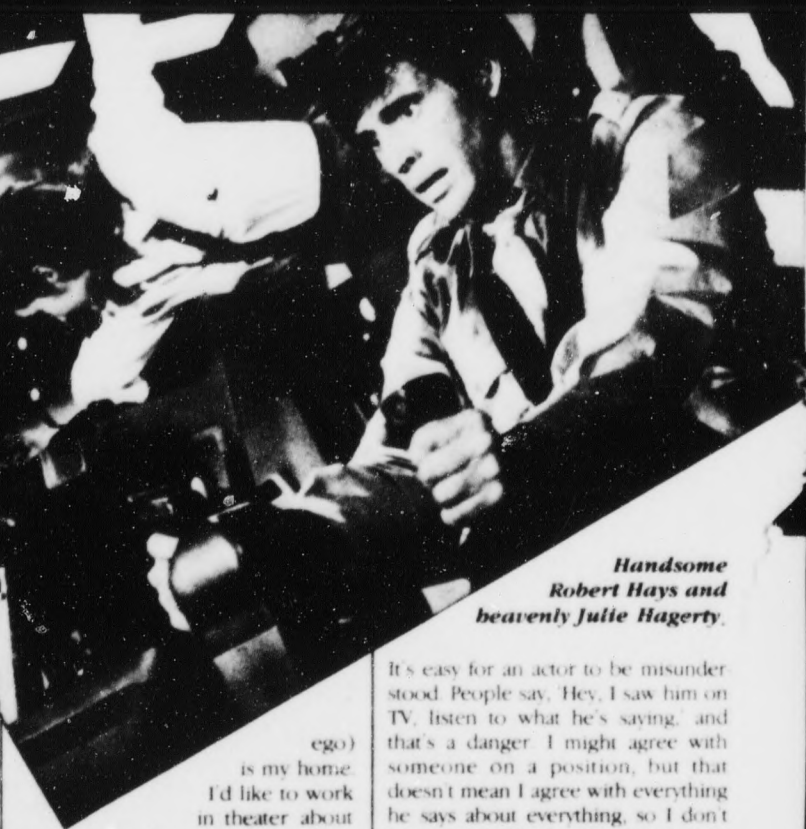 Handsome
Robert Hays and
heavenly Julie Hagerty.
ego)
is my home.
I'd like to work
in theater about
It's easy for an actor to be misunder-
stood. People say, 'Hey, I saw him on
TV, listen to what he's saying,' and
that's a danger. I might agree with
someone on a position, but that
doesn't mean I agree with everything
he says about everything, so I don't